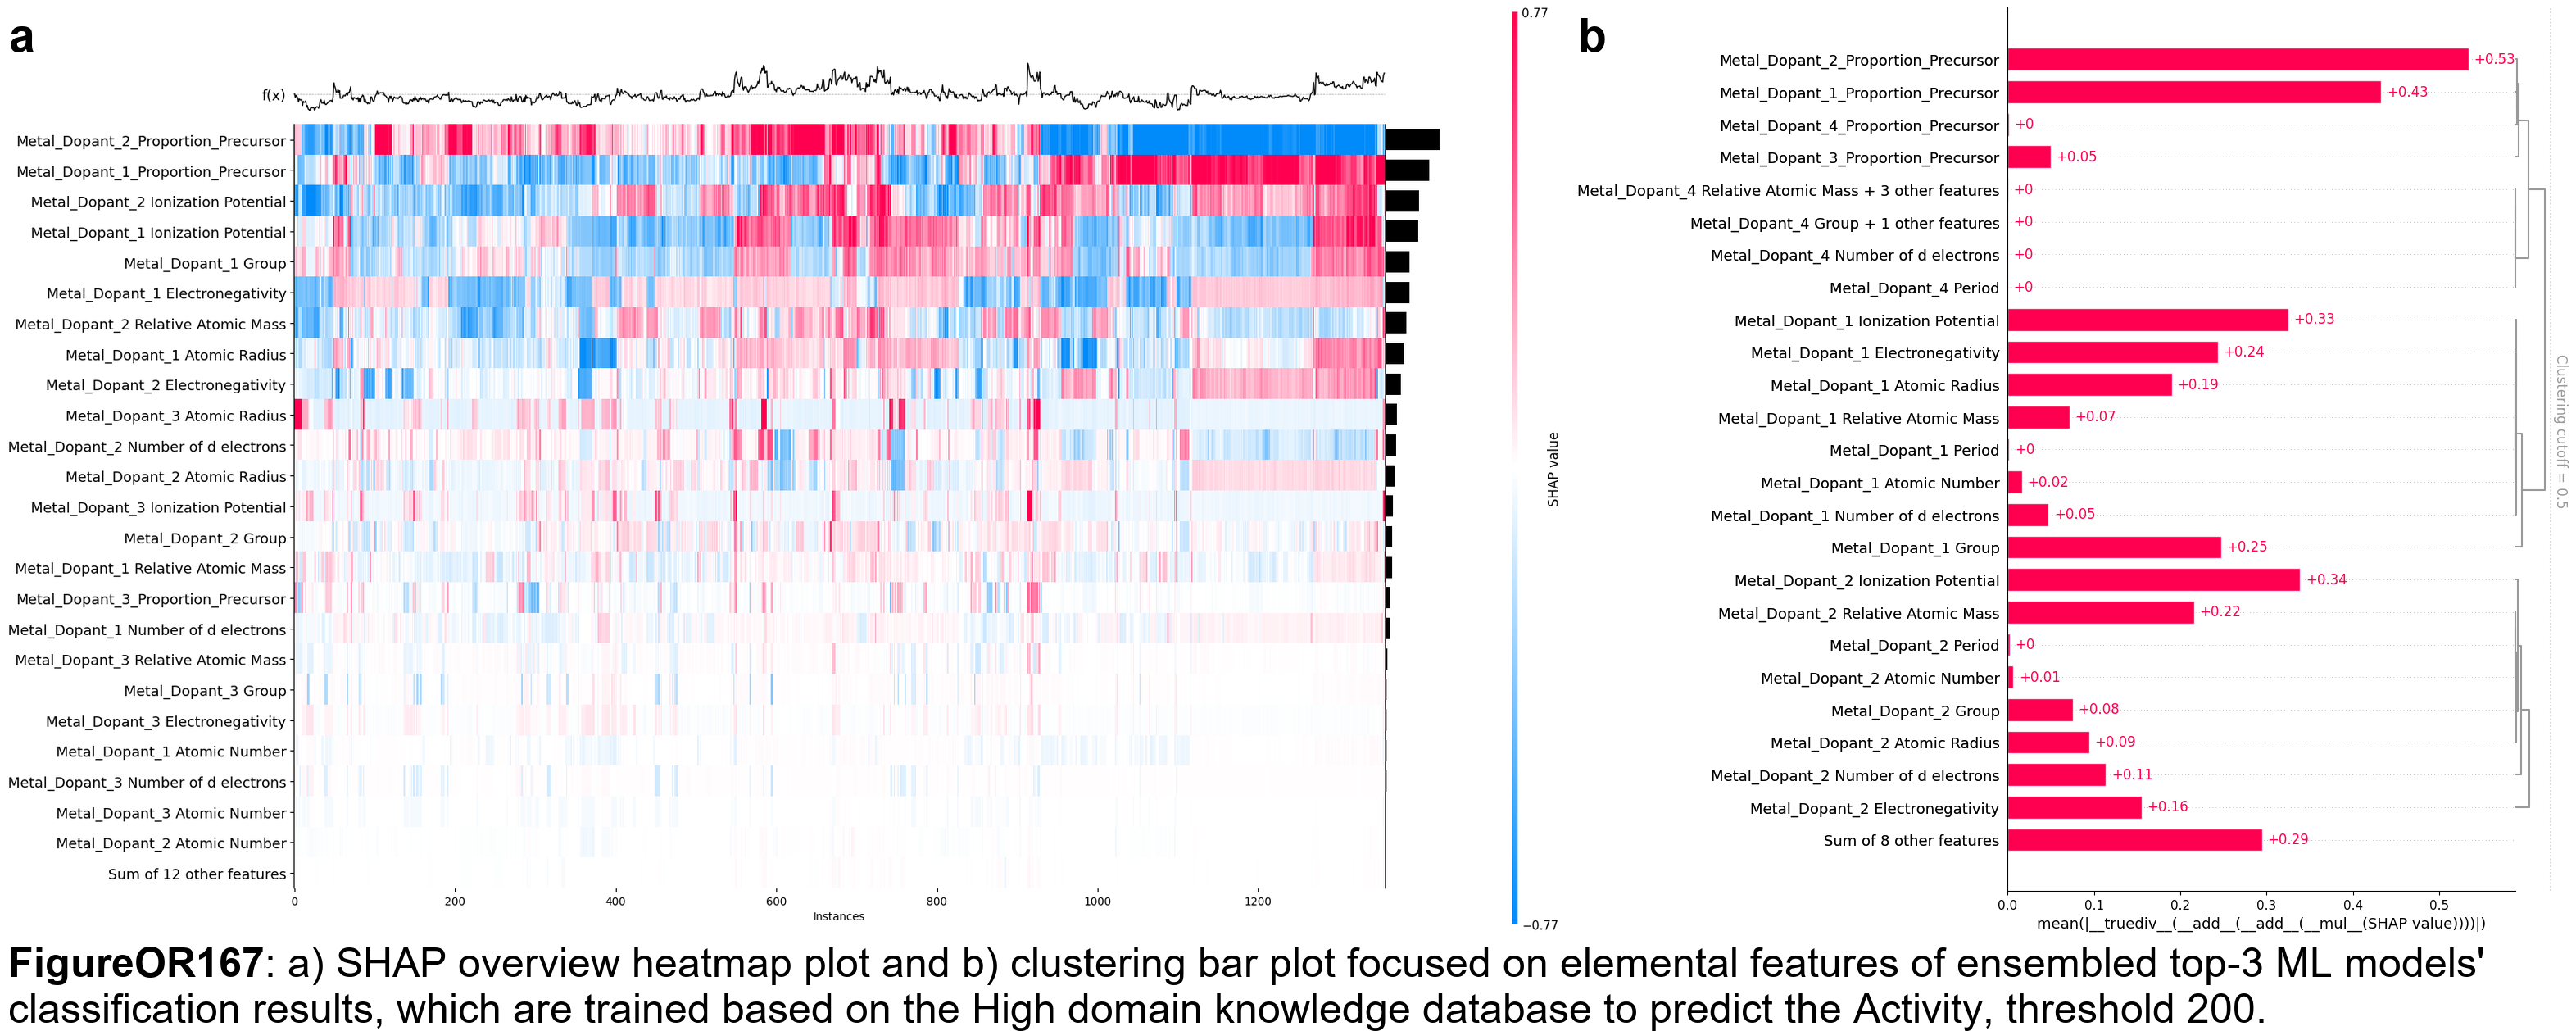 a
0.77
f(x)
Metal_Dopant_2_Proportion_Precursor
Metal_Dopant_1_Proportion_Precursor
Metal_Dopant_2 Ionization Potential
Metal_Dopant_1 Ionization Potential
Metal_Dopant_1 Group
Metal_Dopant_1 Electronegativity
Metal_Dopant_2 Relative Atomic Mass
Metal_Dopant_1 Atomic Radius
Metal_Dopant_2 Electronegativity
Metal_Dopant_3 Atomic Radius
Metal_Dopant_2 Number of d electrons
Metal_Dopant_2 Atomic Radius
Metal_Dopant_3 Ionization Potential
Metal_Dopant_2 Group
Metal_Dopant_1 Relative Atomic Mass
Metal_Dopant_3_Proportion_Precursor
Metal_Dopant_1 Number of d electrons
Metal_Dopant_3 Relative Atomic Mass
Metal_Dopant_3 Group
Metal_Dopant_3 Electronegativity
Metal_Dopant_1 Atomic Number
Metal_Dopant_3 Number of d electrons
Metal_Dopant_3 Atomic Number
Metal_Dopant_2 Atomic Number
Sum of 12 other features
0 200 400 600 800 1000 1200
Instances
SHAP value
−0.77
b
Metal_Dopant_2_Proportion_Precursor +0.53
Metal_Dopant_1_Activity_Precursor +0.43
Metal_Dopant_4_Proportion_Precursor +0
Metal_Dopant_3_Proportion_Precursor +0.05
Metal_Dopant_4 Relative Atomic Mass + 3 other features +0
Metal_Dopant_4 Group + 1 other features +0
Metal_Dopant_4 Number of d electrons +0
Metal_Dopant_4 Period +0
Metal_Dopant_1 Ionization Potential +0.33
Metal_Dopant_1 Electronegativity +0.24
Metal_Dopant_1 Atomic Radius +0.19
Metal_Dopant_1 Relative Atomic Mass +0.07
Metal_Dopant_1 Period +0
Metal_Dopant_1 Atomic Number +0.02
Metal_Dopant_1 Number of d electrons +0.05
Metal_Dopant_1 Group +0.25
Metal_Dopant_2 Ionization Potential +0.34
Metal_Dopant_2 Relative Atomic Mass +0.22
Metal_Dopant_2 Period +0
Metal_Dopant_2 Atomic Number +0.01
Metal_Dopant_2 Group +0.08
Metal_Dopant_2 Atomic Radius +0.09
Metal_Dopant_2 Number of d electrons +0.11
Metal_Dopant_2 Electronegativity +0.16
Sum of 8 other features +0.29
0.0 0.1 0.2 0.3 0.4 0.5
mean(|__truediv__(__add__(__add__(__mul__(SHAP value))))|)
Clustering cutoff = 0.5
FigureOR167: a) SHAP overview heatmap plot and b) clustering bar plot focused on elemental features of ensembled top-3 ML models'
classification results, which are trained based on the High domain knowledge database to predict the Activity, threshold 200.